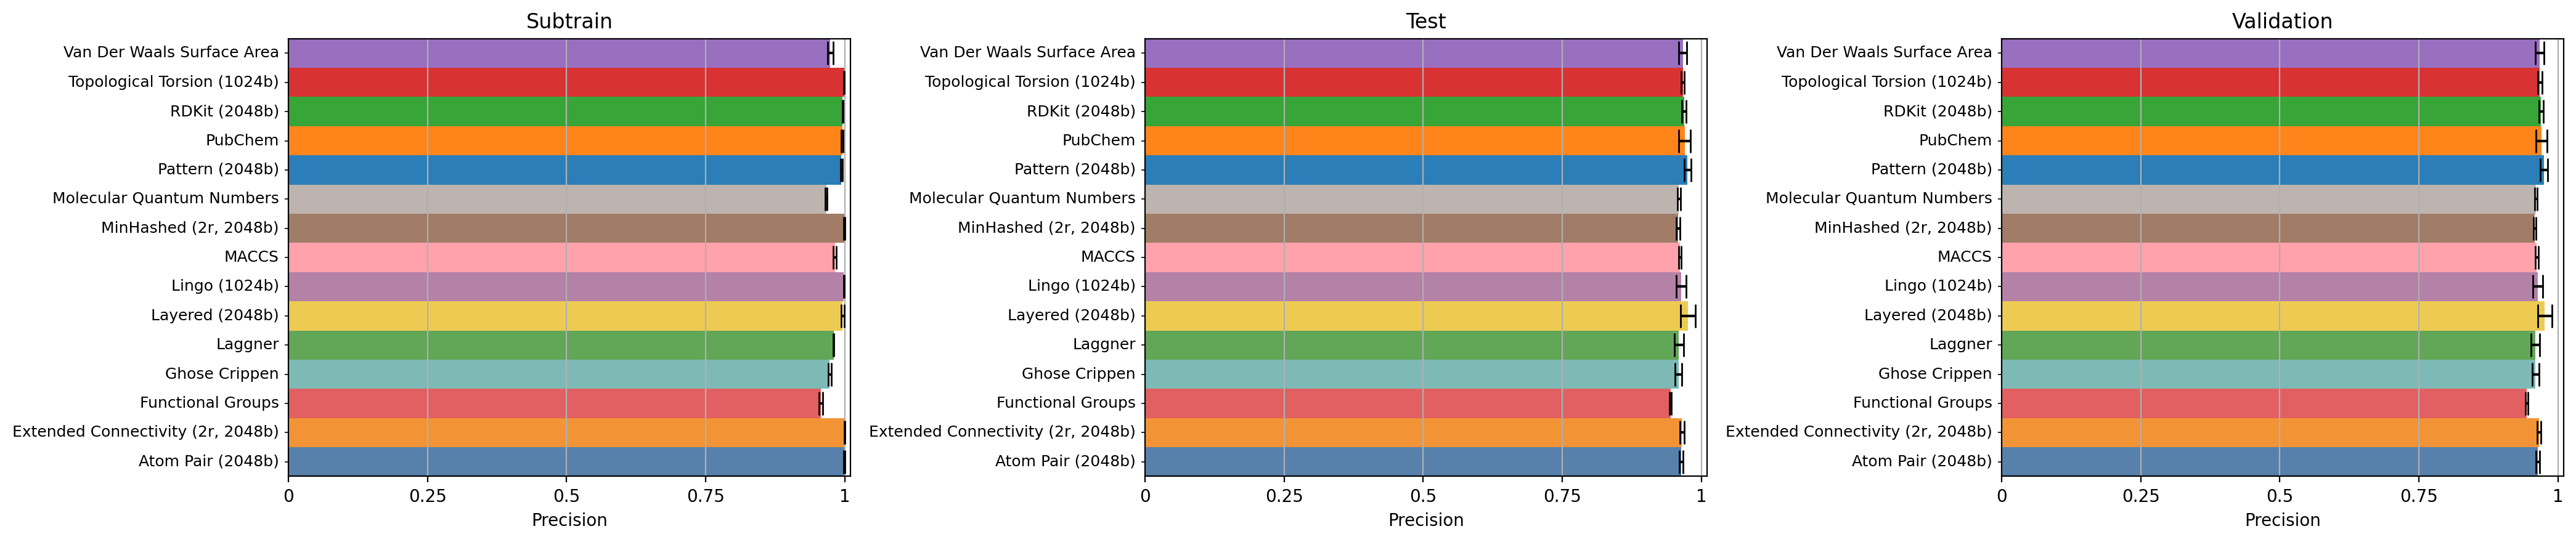 Subtrain
Van Der Waals Surface Area
Topological Torsion (1024b)
RDKit (2048b)
PubChem
Pattern (2048b)
Molecular Quantum Numbers
MinHashed (2r, 2048b)
MACCS
Lingo (1024b)
Layered (2048b)
Laggner
Ghose Crippen
Functional Groups
Extended Connectivity (2r, 2048b)
Atom Pair (2048b)
0 0.25 0.5 0.75 1
Precision
Test
Van Der Waals Surface Area
Topological Torsion (1024b)
RDKit (2048b)
PubChem
Pattern (2048b)
Molecular Quantum Numbers
MinHashed (2r, 2048b)
MACCS
Lingo (1024b)
Layered (2048b)
Laggner
Ghose Crippen
Functional Groups
Extended Connectivity (2r, 2048b)
Atom Pair (2048b)
0 0.25 0.5 0.75 1
Precision
Validation
Van Der Waals Surface Area
Topological Torsion (1024b)
RDKit (2048b)
PubChem
Pattern (2048b)
Molecular Quantum Numbers
MinHashed (2r, 2048b)
MACCS
Lingo (1024b)
Layered (2048b)
Laggner
Ghose Crippen
Functional Groups
Extended Connectivity (2r, 2048b)
Atom Pair (2048b)
0 0.25 0.5 0.75 1
Precision